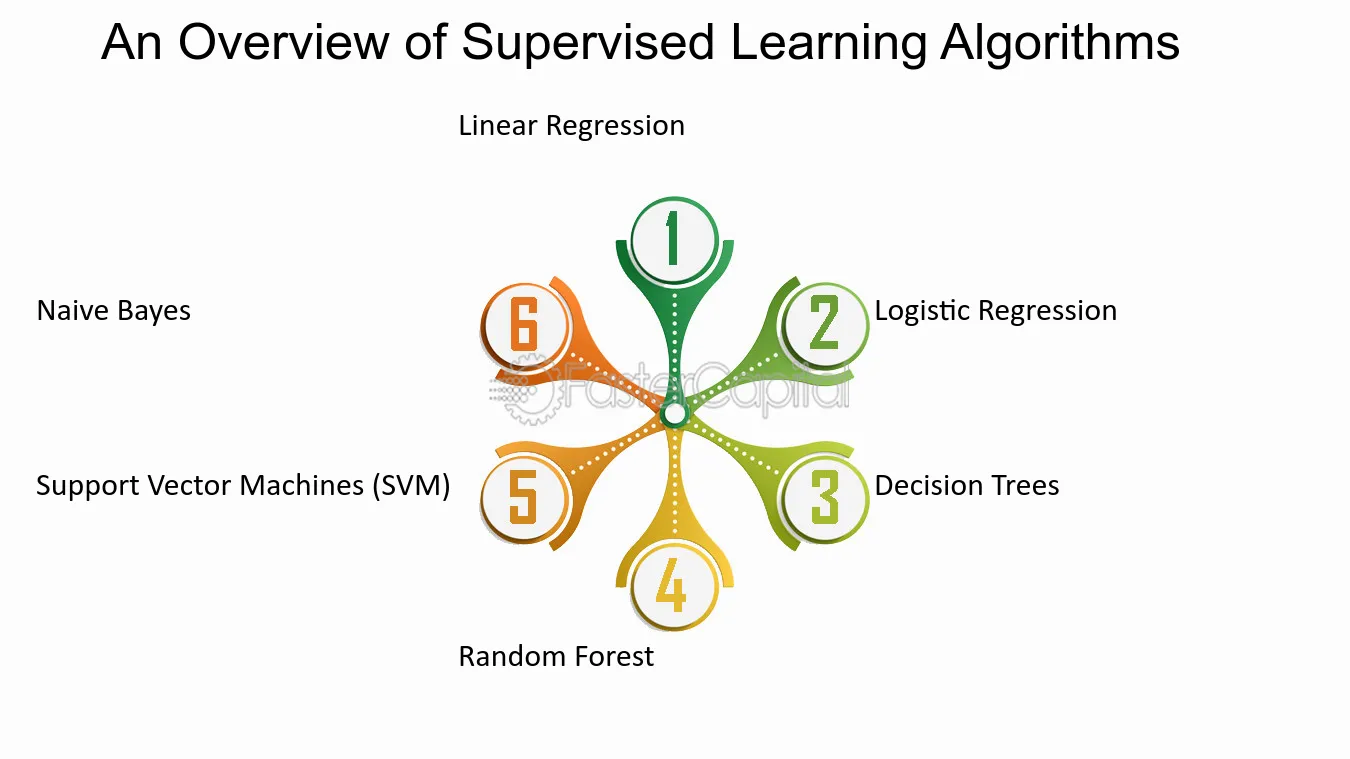 An Overview of Supervised Learning Algorithms
Linear Regression
1
6
2
Naive Bayes
Logistic Regression
FasterCapital
5
3
Support Vector Machines (SVM)
Decision Trees
4
Random Forest